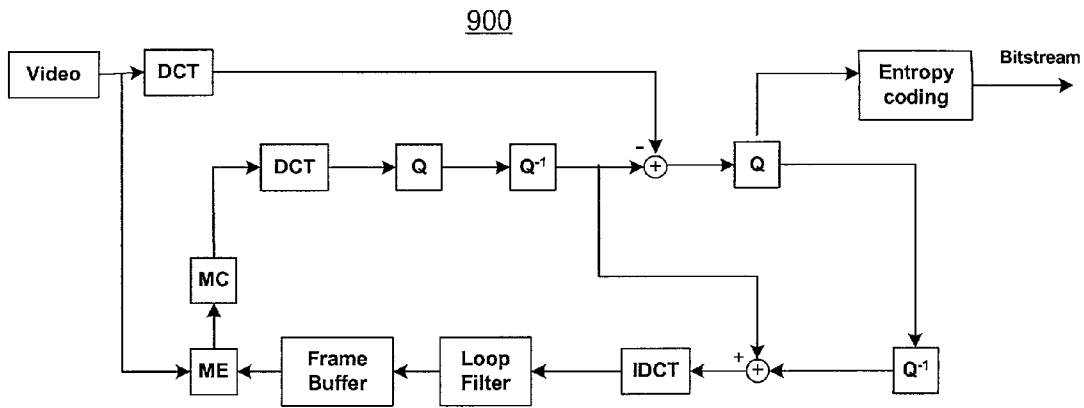 900
Video
DCT
Entropy
coding
Bitstream
-
+
DCT
Q
Q⁻¹
Q
MC
ME
Frame
Buffer
Loop
Filter
IDCT
+
+
Q⁻¹